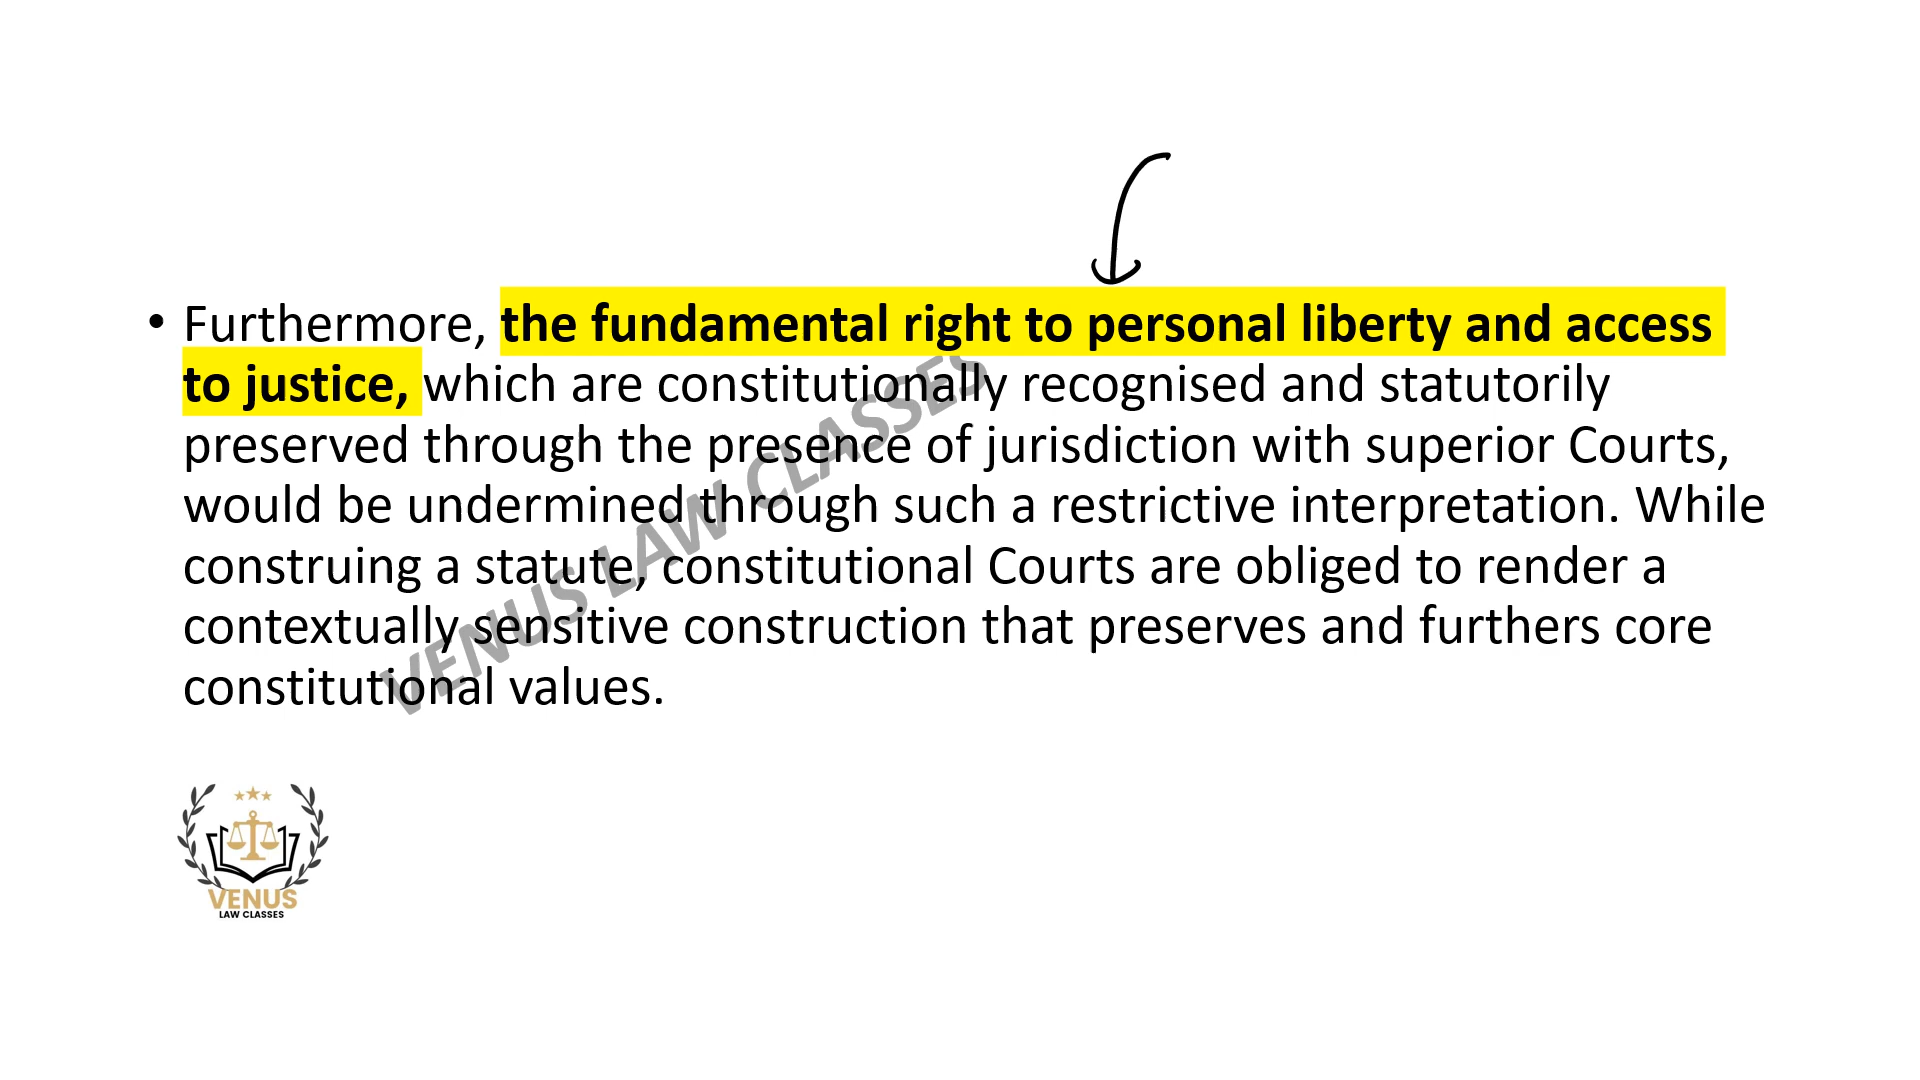 • Furthermore, the fundamental right to personal liberty and access
to justice, which are constitutionally recognised and statutorily
preserved through the presence of jurisdiction with superior Courts,
would be undermined through such a restrictive interpretation. While
construing a statute, constitutional Courts are obliged to render a
contextually sensitive construction that preserves and furthers core
constitutional values.
VENUS LAW CLASSES
VENUS
LAW CLASSES